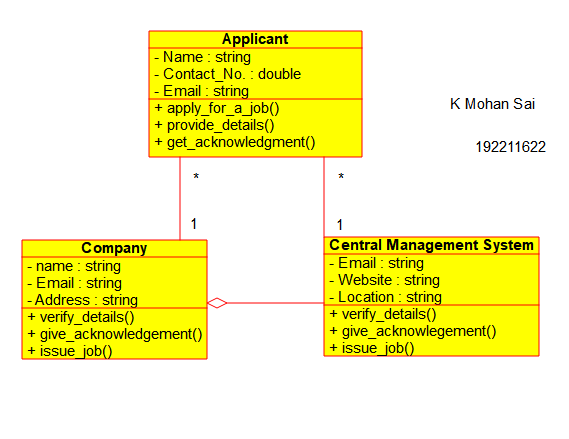 Applicant
- Name : string
- Contact_No. : double
- Email : string
+ apply_for_a_job()
+ provide_details()
+ get_acknowledgment()
K Mohan Sai
192211622
*
*
1
1
Company
- name : string
- Email : string
- Address : string
+ verify_details()
+ give_acknowledgement()
+ issue_job()
Central Management System
- Email : string
- Website : string
- Location : string
+ verify_details()
+ give_acknowlegement()
+ issue_job()